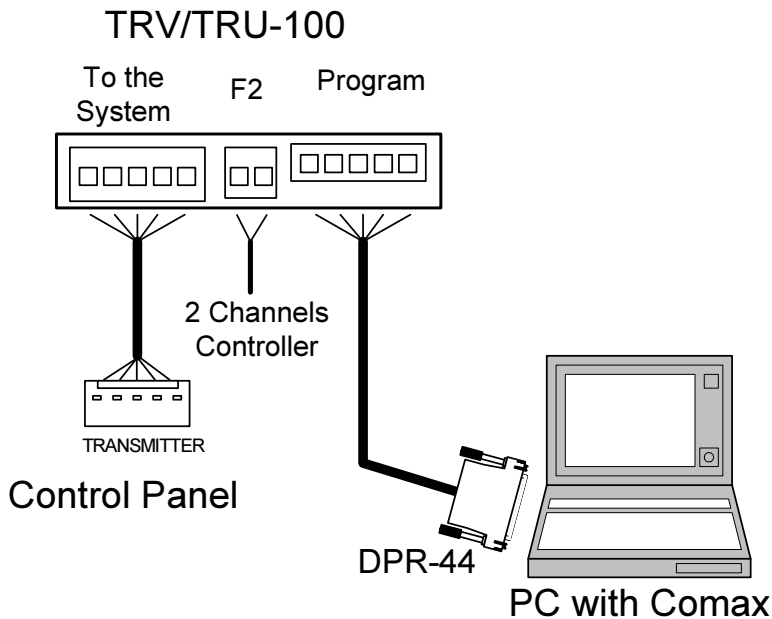 TRV/TRU-100
To the
System
F2
Program
2 Channels
Controller
TRANSMITTER
Control Panel
DPR-44
PC with Comax